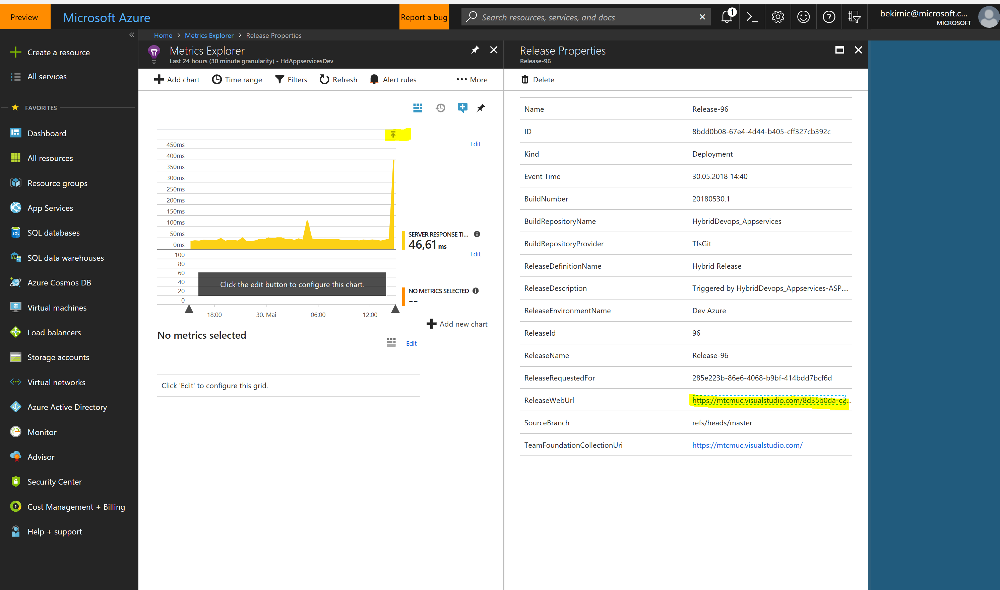 Preview
Microsoft Azure
Report a bug
Search resources, services, and docs
1
bekirnic@microsoft.c...
MICROSOFT
Home > Metrics Explorer > Release Properties
Create a resource
All services
FAVORITES
Dashboard
All resources
Resource groups
App Services
SQL databases
SQL data warehouses
Azure Cosmos DB
Virtual machines
Load balancers
Storage accounts
Virtual networks
Azure Active Directory
Monitor
Advisor
Security Center
Cost Management + Billing
Help + support
Metrics Explorer
Last 24 hours (30 minute granularity) - HdAppservicesDev
Add chart Time range Filters Refresh Alert rules More
450ms
Edit
400ms
350ms
300ms
250ms
200ms
150ms
100ms
50ms
0ms
SERVER RESPONSE TI...
46,61 ms
Edit
100
80
60
40
20
0
Click the edit button to configure this chart.
NO METRICS SELECTED
--
18:00 30. Mai 06:00 12:00
Add new chart
No metrics selected
Edit
Click 'Edit' to configure this grid.
Release Properties
Release-96
Delete
Name Release-96
ID 8bdd0b08-67e4-4d44-b405-cff327cb392c
Kind Deployment
Event Time 30.05.2018 14:40
BuildNumber 20180530.1
BuildRepositoryName HybridDevops_Appservices
BuildRepositoryProvider TfsGit
ReleaseDefinitionName Hybrid Release
ReleaseDescription Triggered by HybridDevops_Appservices-ASP....
ReleaseEnvironmentName Dev Azure
ReleaseId 96
ReleaseName Release-96
ReleaseRequestedFor 285e223b-86e6-4068-b9bf-414bdd7bcf6d
ReleaseWebUrl https://mtcmuc.visualstudio.com/8d35b0da-c2...
SourceBranch refs/heads/master
TeamFoundationCollectionUri https://mtcmuc.visualstudio.com/